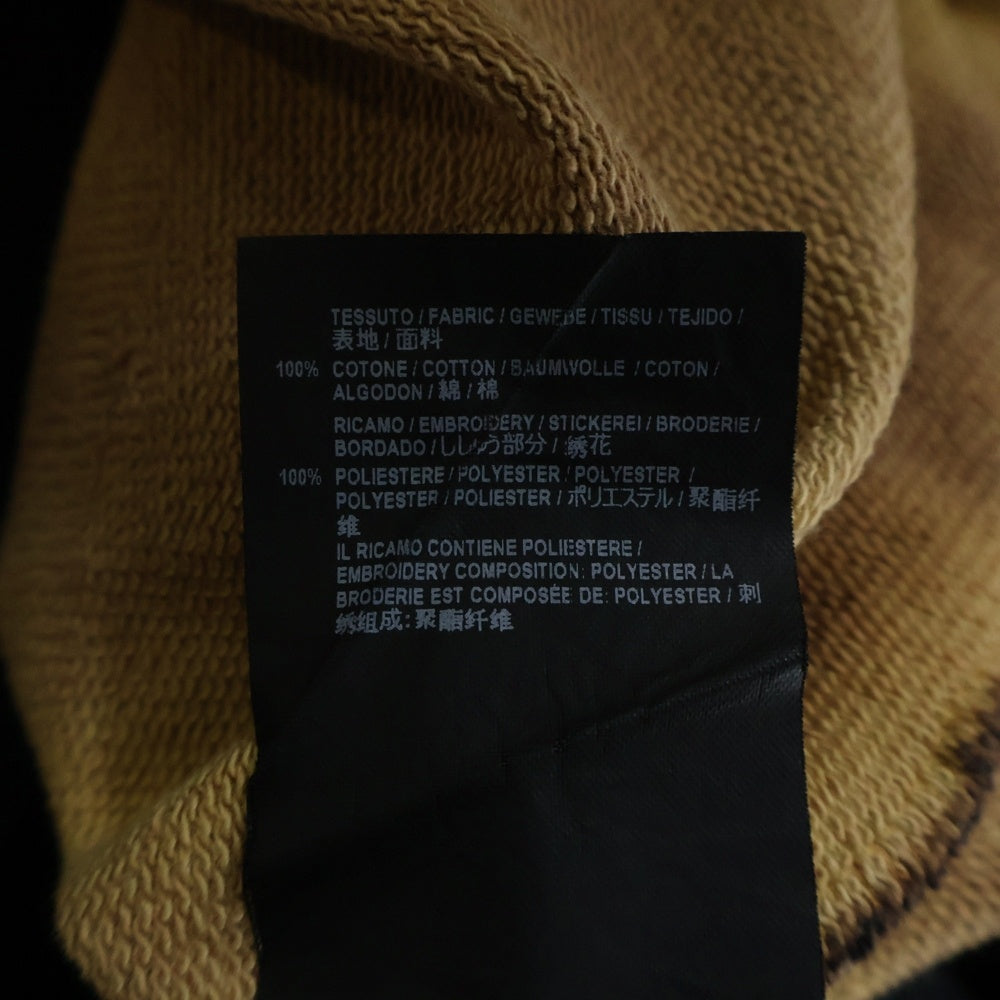 TESSUTO / FABRIC / GEWEBE / TISSU / TEJIDO /
表地 / 面料
100% COTONE / COTTON / BAUMWOLLE / COTON /
ALGODON / 綿 / 棉
RICAMO / EMBROIDERY / STICKEREI / BRODERIE /
BORDADO / ししゅう部分 / 绣花
100% POLIESTERE / POLYESTER / POLYESTER /
POLYESTER / POLIESTER / ポリエステル / 聚酯纤
维
IL RICAMO CONTIENE POLIESTERE /
EMBROIDERY COMPOSITION: POLYESTER / LA
BRODERIE EST COMPOSÉE DE: POLYESTER / 刺
绣组成: 聚酯纤维